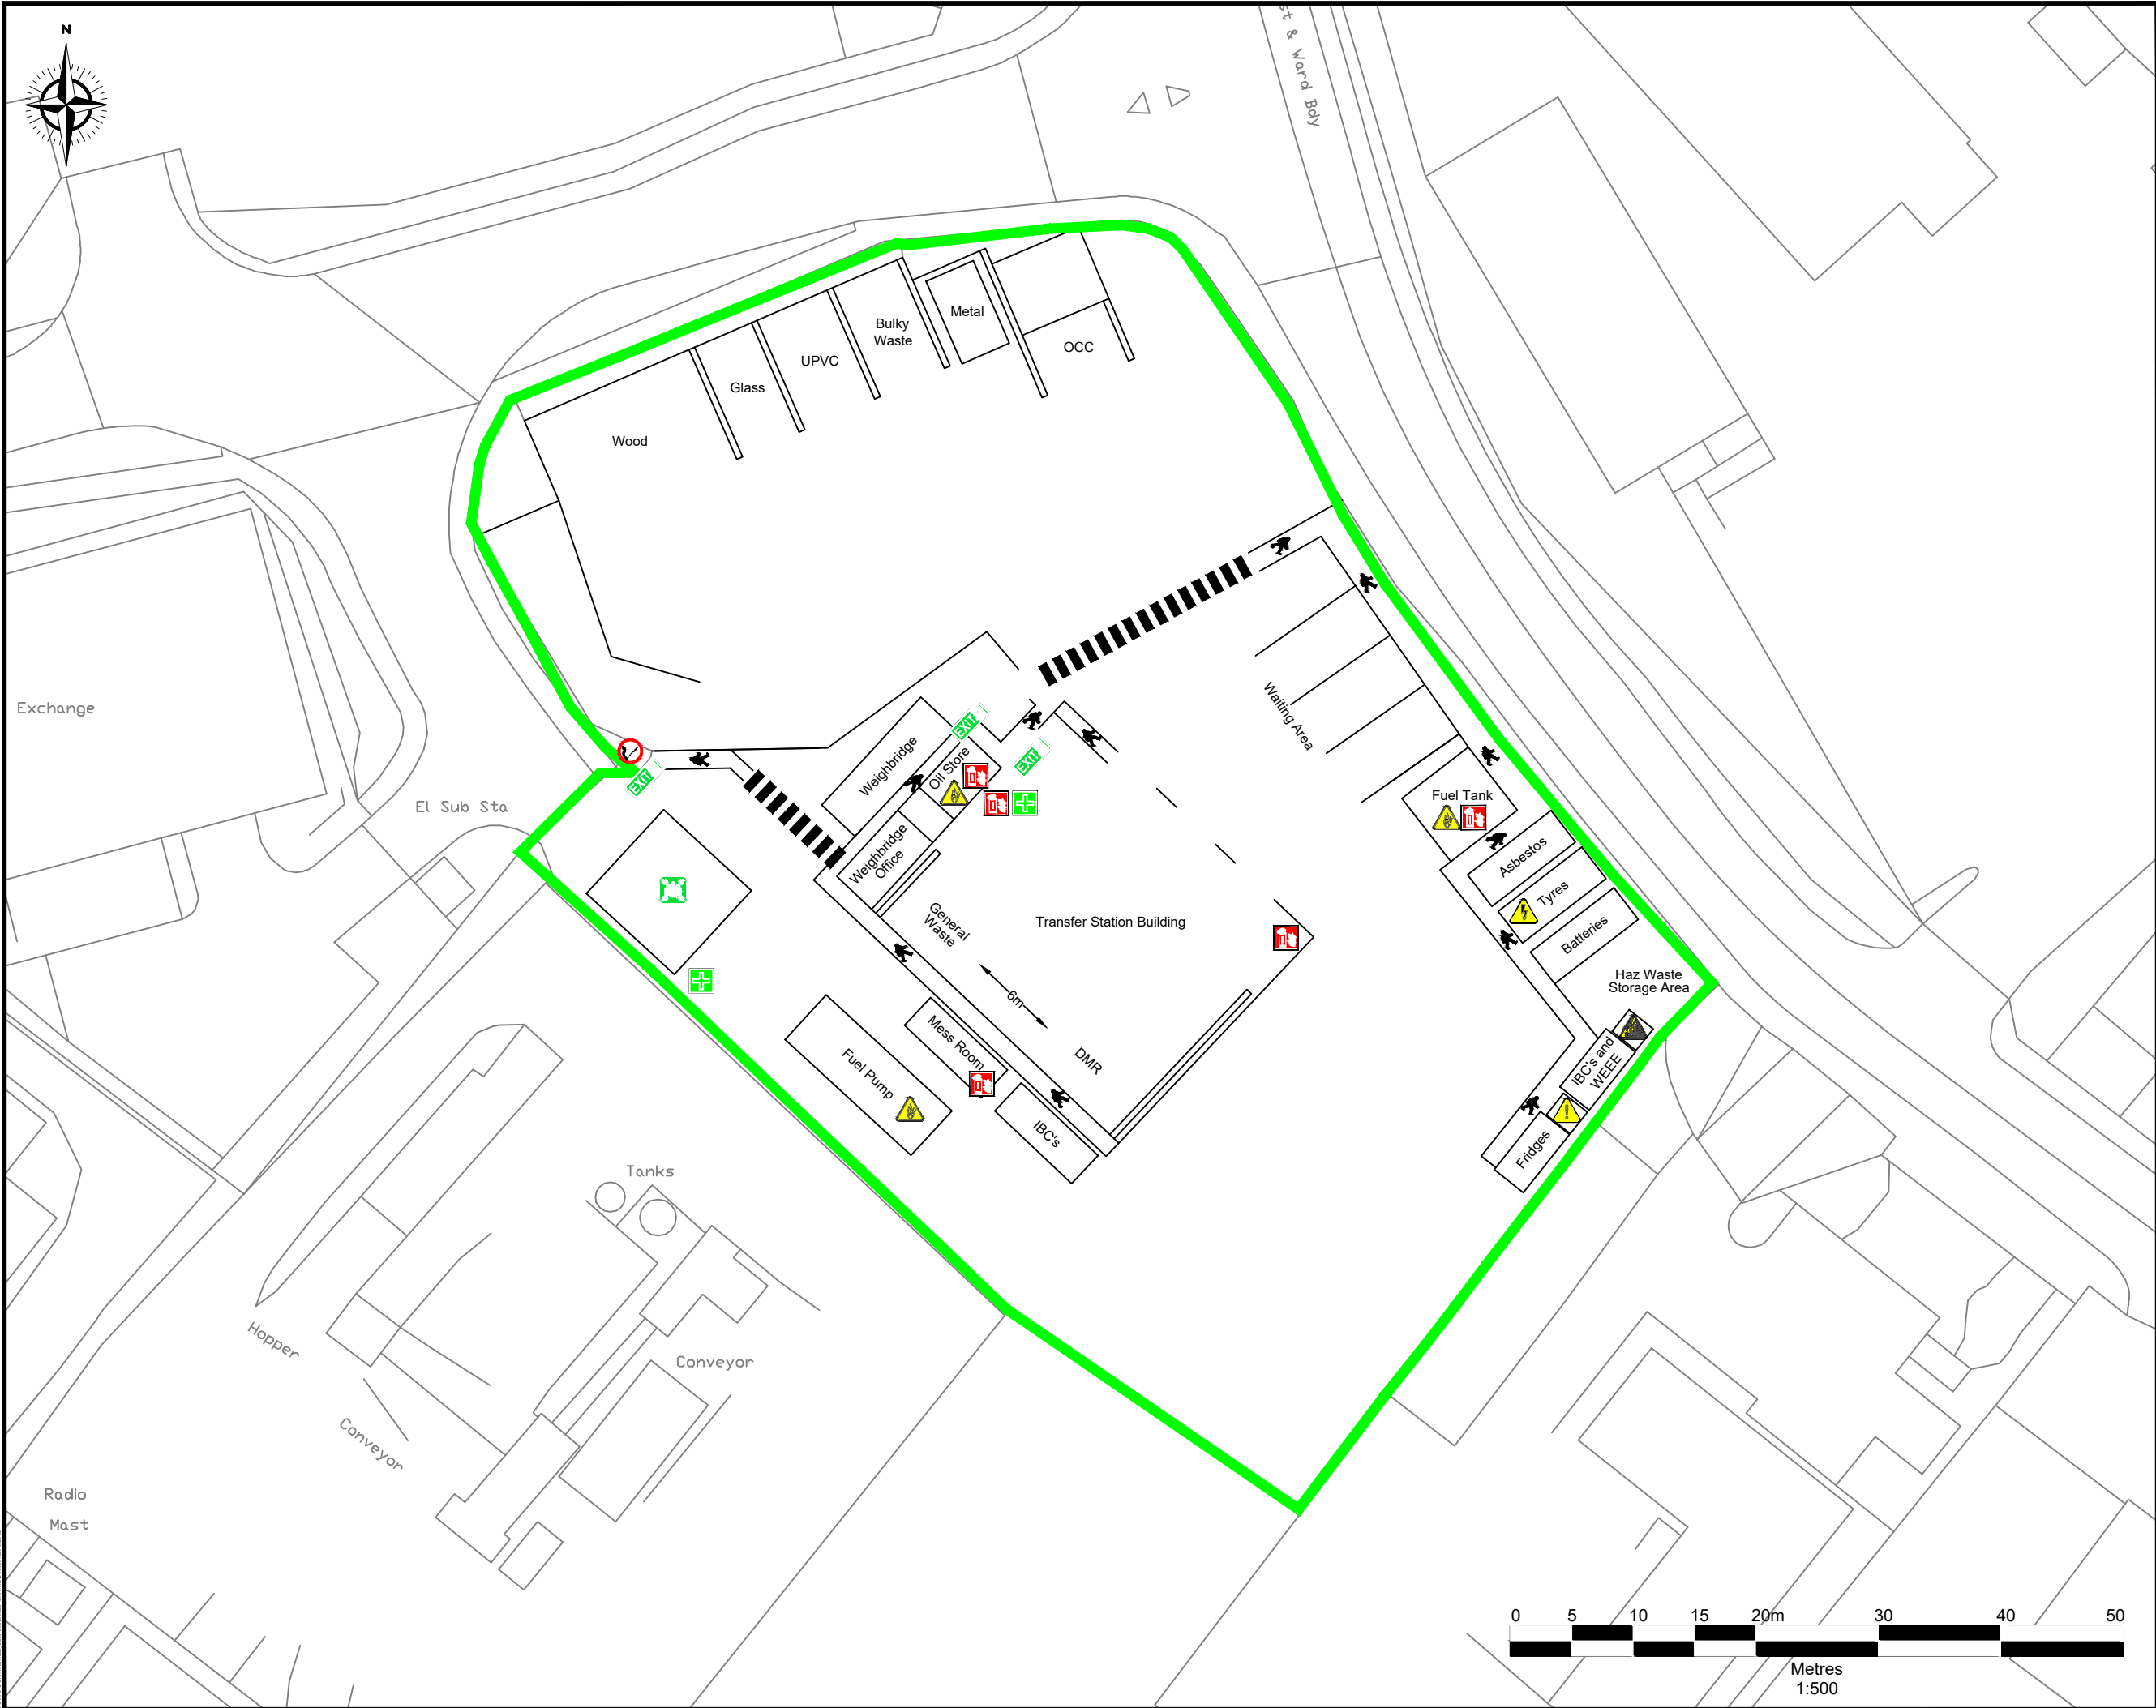 N
st & Ward Bdy
Metal
Bulky
Waste
OCC
UPVC
Glass
Wood
Exchange
El Sub Sta
Waiting Area
Weighbridge
EXIT
Oil Store
EXIT
EXIT
Weighbridge
Office
Fuel Tank
Asbestos
Tyres
Batteries
Haz Waste
Storage Area
General
Waste
Transfer Station Building
6m
Mess Room
DMR
Fuel Pump
IBC's
IBC's and
WEEE
Fridges
Tanks
Hopper
Conveyor
Conveyor
Radio
Mast
0 5 10 15 20m 30 40 50
Metres
1:500